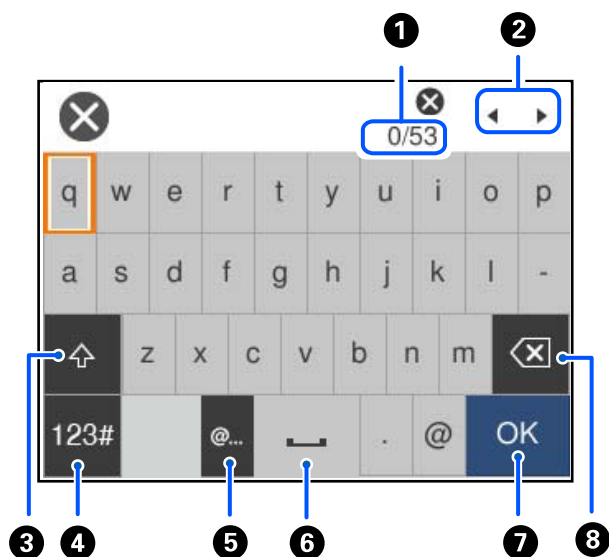 1 2
0/53
q w e r t y u i o p
a s d f g h j k l -
z x c v b n m
123# @... . @ OK
3 4 5 6 7 8